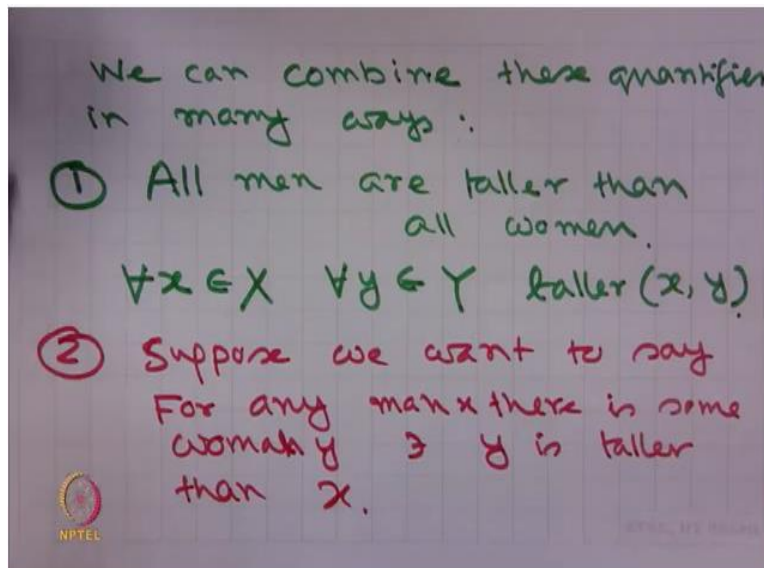 We can combine these quantifier
in many ways :
① All men are taller than
all women.
∀x ∈ X ∀y ∈ Y taller (x, y).
② Suppose we want to say
For any man x there is some
woman y ∋ y is taller
than x.
NPTEL